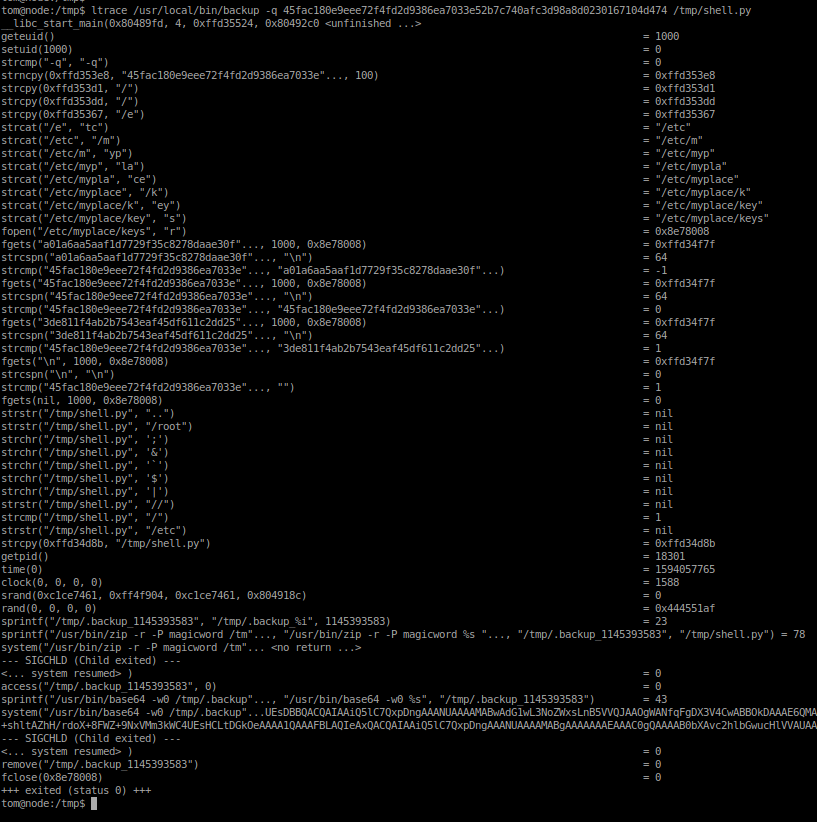 tom@node:/tmp$ ltrace /usr/local/bin/backup -q 45fac180e9eee72f4fd2d9386ea7033e52b7c740afc3d98a8d0230167104d474 /tmp/shell.py
__libc_start_main(0x80489fd, 4, 0xffd35524, 0x80492c0 <unfinished ...>
geteuid() = 1000
setuid(1000) = 0
strcmp("-q", "-q") = 0
strncpy(0xffd353e8, "45fac180e9eee72f4fd2d9386ea7033e"..., 100) = 0xffd353e8
strcpy(0xffd353d1, "/") = 0xffd353d1
strcpy(0xffd353dd, "/") = 0xffd353dd
strcpy(0xffd35367, "/e") = 0xffd35367
strcat("/e", "tc") = "/etc"
strcat("/etc", "/m") = "/etc/m"
strcat("/etc/m", "yp") = "/etc/myp"
strcat("/etc/myp", "la") = "/etc/mypla"
strcat("/etc/mypla", "ce") = "/etc/myplace"
strcat("/etc/myplace", "/k") = "/etc/myplace/k"
strcat("/etc/myplace/k", "ey") = "/etc/myplace/key"
strcat("/etc/myplace/key", "s") = "/etc/myplace/keys"
fopen("/etc/myplace/keys", "r") = 0x8e78008
fgets("a01a6aa5aaf1d7729f35c8278daae30f"..., 1000, 0x8e78008) = 0xffd34f7f
strcspn("a01a6aa5aaf1d7729f35c8278daae30f"..., "\n") = 64
strcmp("45fac180e9eee72f4fd2d9386ea7033e"..., "a01a6aa5aaf1d7729f35c8278daae30f"...) = -1
fgets("45fac180e9eee72f4fd2d9386ea7033e"..., 1000, 0x8e78008) = 0xffd34f7f
strcspn("45fac180e9eee72f4fd2d9386ea7033e"..., "\n") = 64
strcmp("45fac180e9eee72f4fd2d9386ea7033e"..., "45fac180e9eee72f4fd2d9386ea7033e"...) = 0
fgets("3de811f4ab2b7543eaf45df611c2dd25"..., 1000, 0x8e78008) = 0xffd34f7f
strcspn("3de811f4ab2b7543eaf45df611c2dd25"..., "\n") = 64
strcmp("45fac180e9eee72f4fd2d9386ea7033e"..., "3de811f4ab2b7543eaf45df611c2dd25"...) = 1
fgets("\n", 1000, 0x8e78008) = 0xffd34f7f
strcspn("\n", "\n") = 0
strcmp("45fac180e9eee72f4fd2d9386ea7033e"..., "") = 1
fgets(nil, 1000, 0x8e78008) = 0
strstr("/tmp/shell.py", "..") = nil
strstr("/tmp/shell.py", "/root") = nil
strchr("/tmp/shell.py", ';') = nil
strchr("/tmp/shell.py", '&') = nil
strchr("/tmp/shell.py", '`') = nil
strchr("/tmp/shell.py", '$') = nil
strchr("/tmp/shell.py", '|') = nil
strstr("/tmp/shell.py", "//") = nil
strcmp("/tmp/shell.py", "/") = 1
strstr("/tmp/shell.py", "/etc") = nil
strcpy(0xffd34d8b, "/tmp/shell.py") = 0xffd34d8b
getpid() = 18301
time(0) = 1594057765
clock(0, 0, 0, 0) = 1588
srand(0xc1ce7461, 0xff4f904, 0xc1ce7461, 0x804918c) = 0
rand(0, 0, 0, 0) = 0x444551af
sprintf("/tmp/.backup_1145393583", "/tmp/.backup_%i", 1145393583) = 23
sprintf("/usr/bin/zip -r -P magicword /tm"..., "/usr/bin/zip -r -P magicword %s "..., "/tmp/.backup_1145393583", "/tmp/shell.py") = 78
system("/usr/bin/zip -r -P magicword /tm"... <no return ...>
--- SIGCHLD (Child exited) ---
<... system resumed> ) = 0
access("/tmp/.backup_1145393583", 0) = 0
sprintf("/usr/bin/base64 -w0 /tmp/.backup"..., "/usr/bin/base64 -w0 %s", "/tmp/.backup_1145393583") = 43
system("/usr/bin/base64 -w0 /tmp/.backup"...UEsDBBQACQAIAAiQ5lC7QxpDngAAANUAAAAMABwAdG1wL3NoZWxsLnB5VVQJAAOgWANfqFgDX3V4CwABBOkDAAAE6QMA
+shltAZhH/rdoX+8FWZ+9NxVMm3kWC4UEsHCLtDGkOeAAAA1QAAAFBLAQIeAxQACQAIAAiQ5lC7QxpDngAAANUAAAAMABgAAAAAAAEAAAC0gQAAAAB0bXAvc2hlbGwucHlVVAUAA
--- SIGCHLD (Child exited) ---
<... system resumed> ) = 0
remove("/tmp/.backup_1145393583") = 0
fclose(0x8e78008) = 0
+++ exited (status 0) +++
tom@node:/tmp$